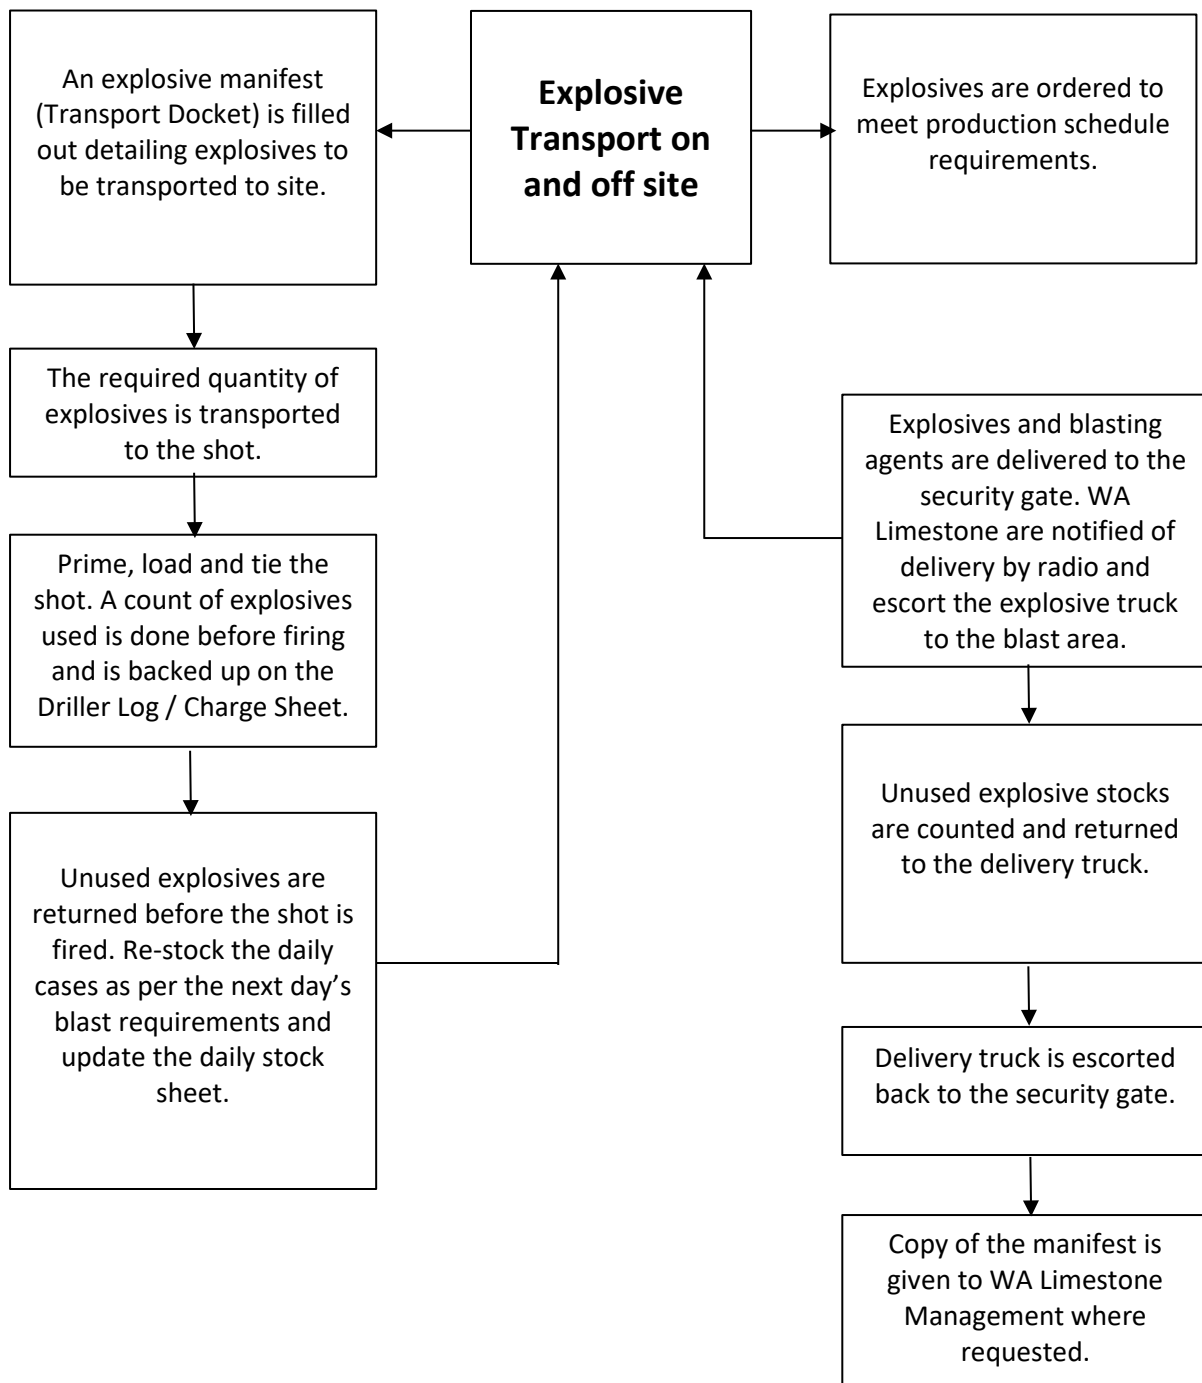 An explosive manifest
(Transport Docket) is filled
out detailing explosives to
be transported to site.
Explosive
Transport on
and off site
Explosives are ordered to
meet production schedule
requirements.
The required quantity of
explosives is transported
to the shot.
Prime, load and tie the
shot. A count of explosives
used is done before firing
and is backed up on the
Driller Log / Charge Sheet.
Unused explosives are
returned before the shot is
fired. Re-stock the daily
cases as per the next day’s
blast requirements and
update the daily stock
sheet.
Explosives and blasting
agents are delivered to the
security gate. WA
Limestone are notified of
delivery by radio and
escort the explosive truck
to the blast area.
Unused explosive stocks
are counted and returned
to the delivery truck.
Delivery truck is escorted
back to the security gate.
Copy of the manifest is
given to WA Limestone
Management where
requested.